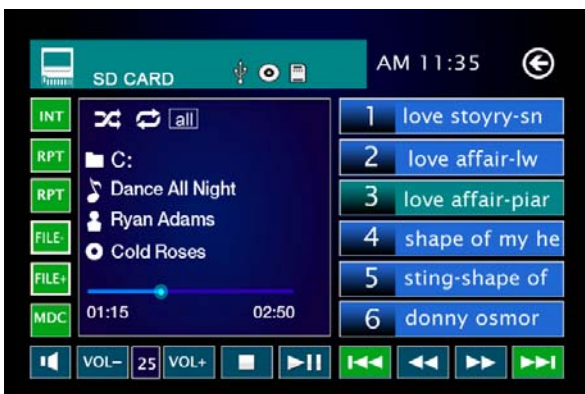 SD CARD
AM 11:35
INT
RPT
RPT
FILE-
FILE+
MDC
all
C:
Dance All Night
Ryan Adams
Cold Roses
01:15 02:50
1 love stoyry-sn
2 love affair-lw
3 love affair-piar
4 shape of my he
5 sting-shape of
6 donny osmor
VOL- 25 VOL+